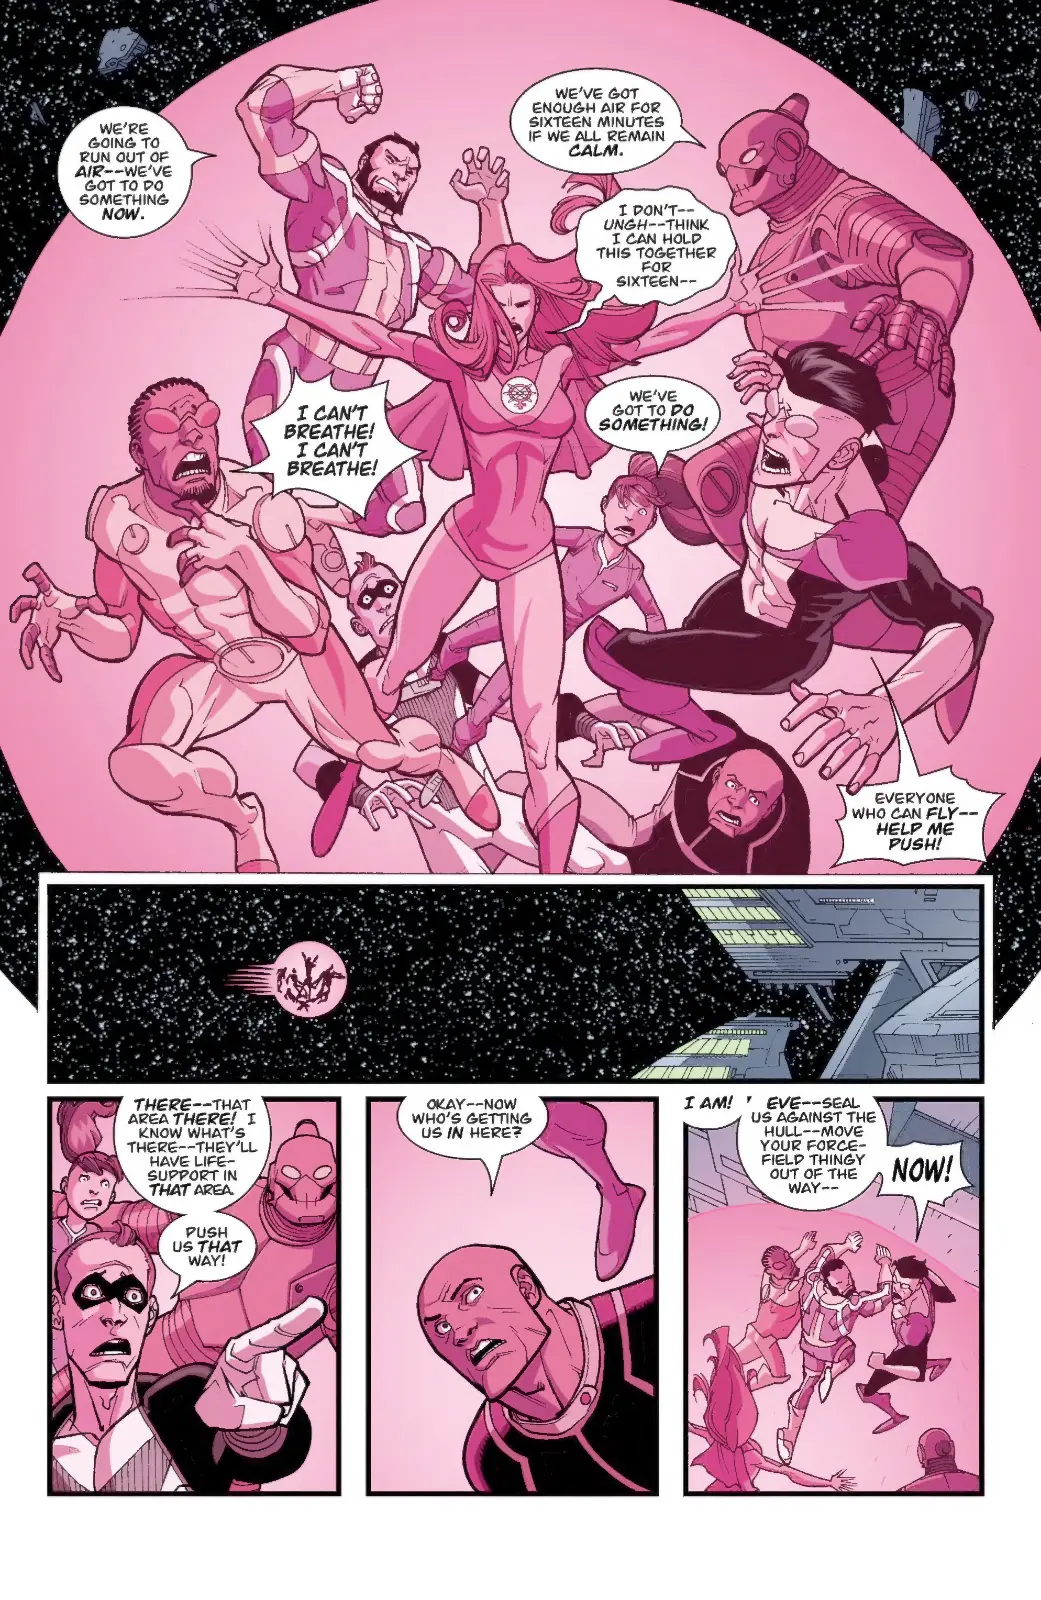 WE'RE
GOING TO
RUN OUT OF
AIR--WE'VE
GOT TO DO
SOMETHING
NOW.
WE'VE GOT
ENOUGH AIR FOR
SIXTEEN MINUTES
IF WE ALL REMAIN
CALM.
I DON'T--
UNGH--THINK
I CAN HOLD
THIS TOGETHER
FOR
SIXTEEN--
I CAN'T
BREATHE!
I CAN'T
BREATHE!
WE'VE
GOT TO DO
SOMETHING!
EVERYONE
WHO CAN FLY--
HELP ME
PUSH!
THERE--THAT
AREA THERE! I
KNOW WHAT'S
THERE--THEY'LL
HAVE LIFE-
SUPPORT IN
THAT AREA.
PUSH
US THAT
WAY!
OKAY--NOW
WHO'S GETTING
US IN HERE?
I AM!
EVE--SEAL
US AGAINST THE
HULL--MOVE
YOUR FORCE-
FIELD THINGY
OUT OF THE
WAY--
NOW!